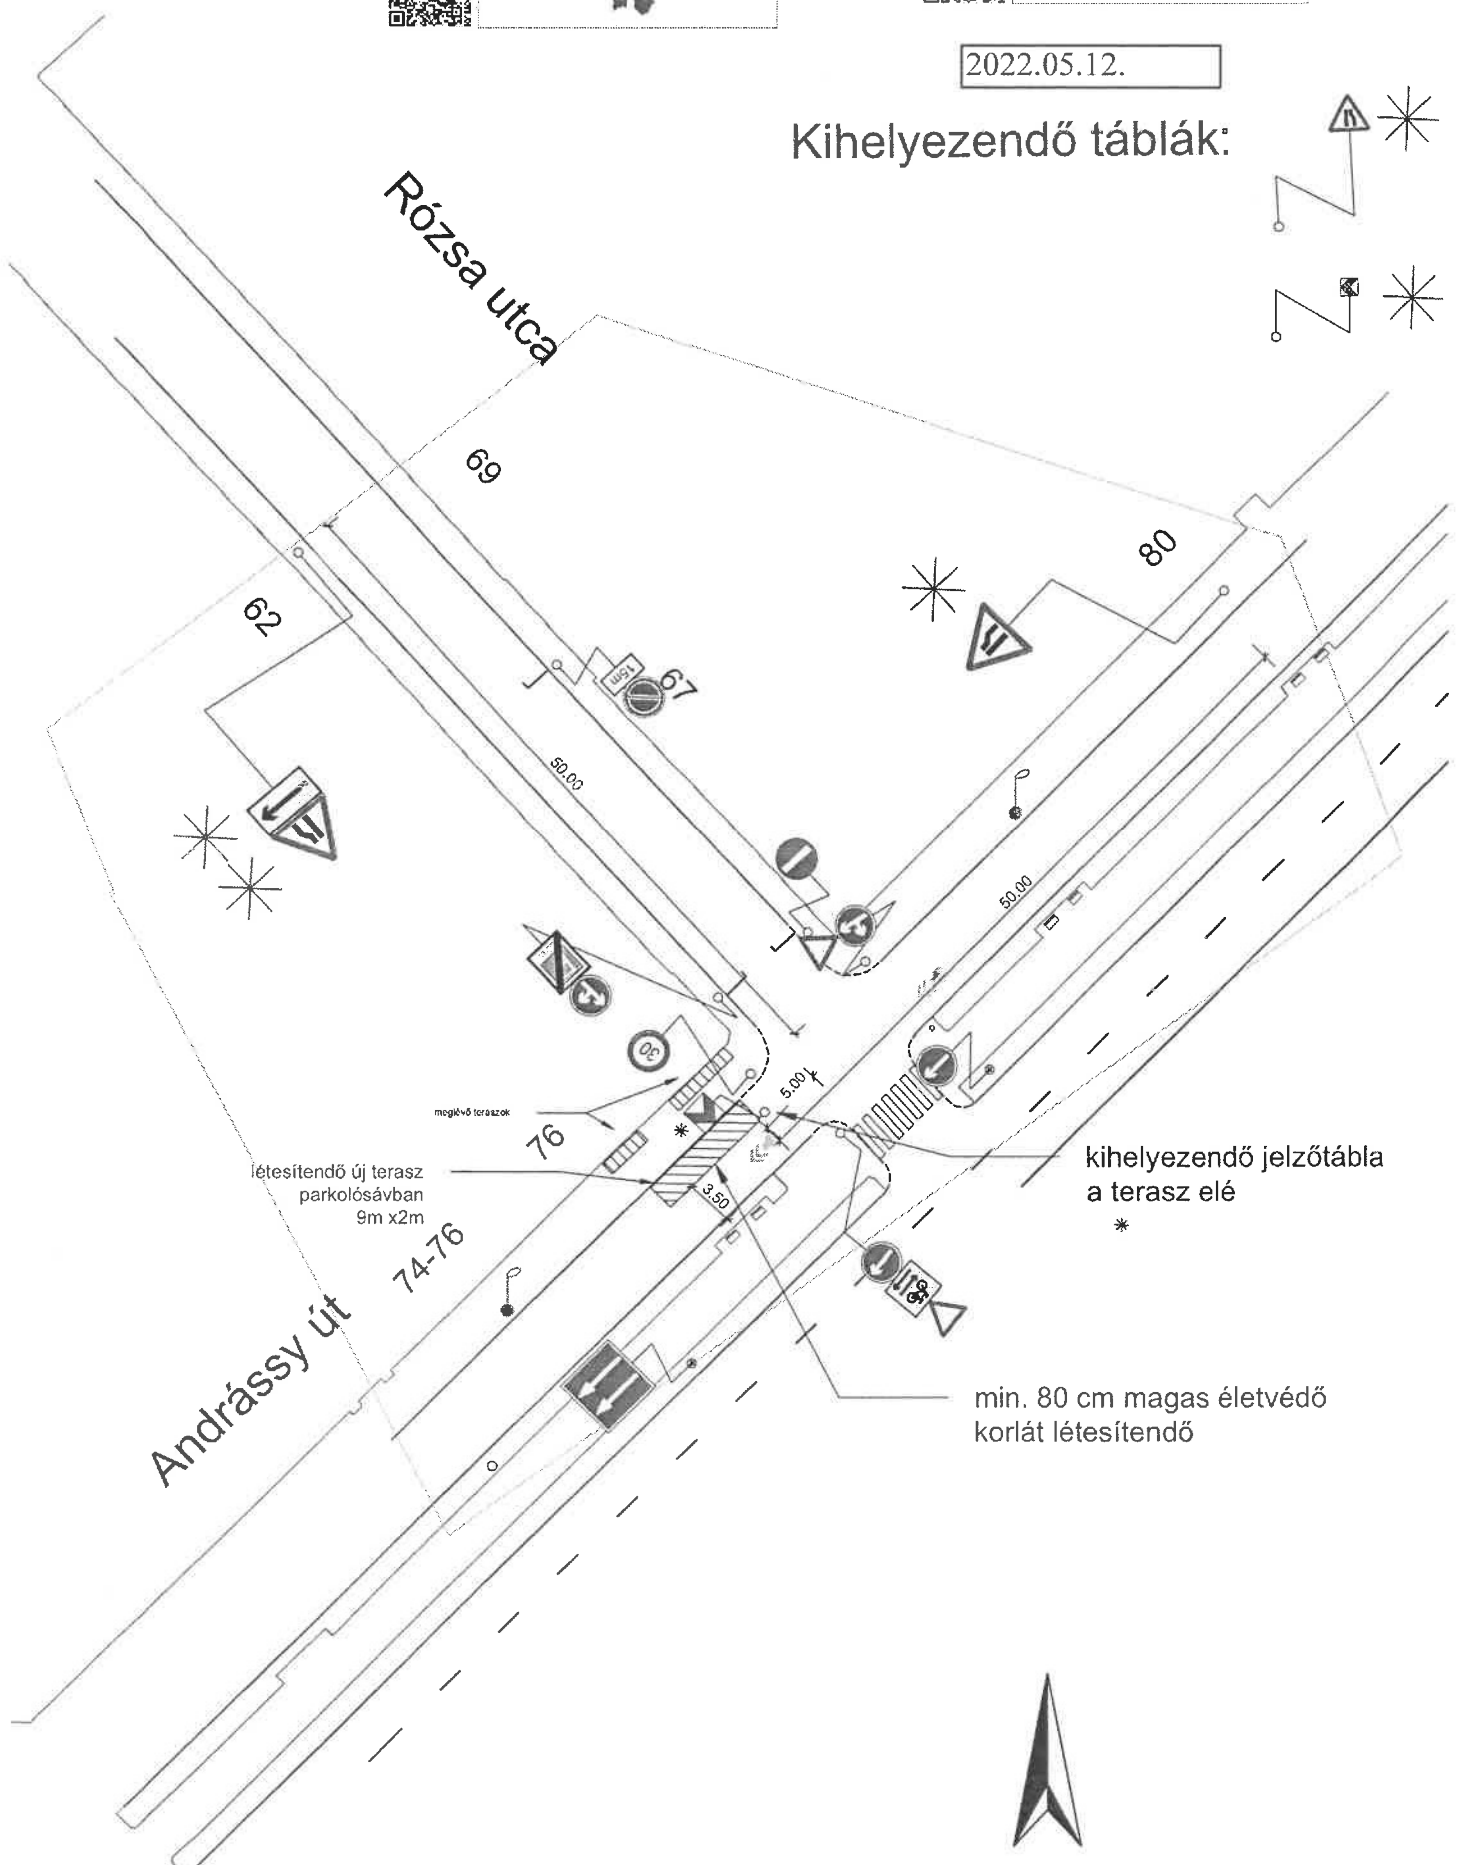 2022.05.12.
Kihelyezendő táblák:
Rózsa utca
69
80
62
15m
67
50.00
50.00
30
5.00
meglévő teraszok
76
létesítendő új terasz
parkolósávban
9m x2m
kihelyezendő jelzőtábla
a terasz elé
*
3.50
74-76
Andrássy út
min. 80 cm magas életvédő
korlát létesítendő